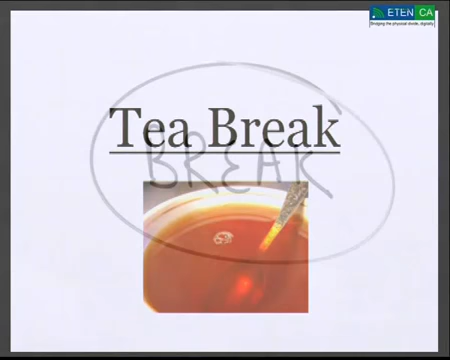 ETEN CA
Bridging the physical divide, digitally
Tea Break
BREAK